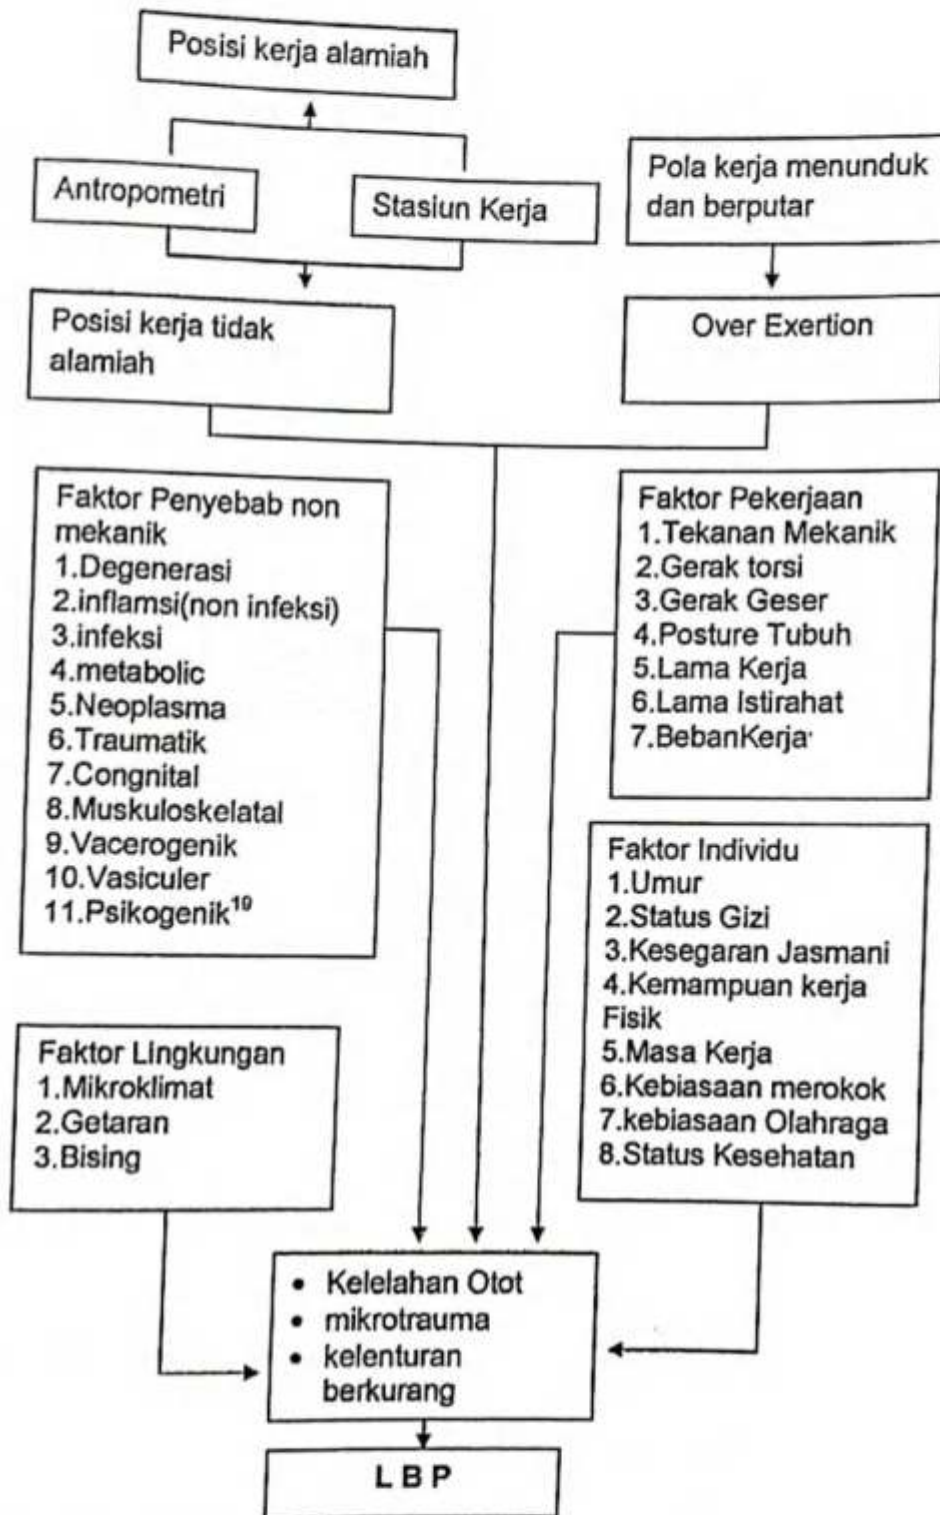 Posisi kerja alamiah
Antropometri
Stasiun Kerja
Pola kerja menunduk
dan berputar
Posisi kerja tidak
alamiah
Over Exertion
Faktor Penyebab non
mekanik
1.Degenerasi
2.inflamsi(non infeksi)
3.infeksi
4.metabolic
5.Neoplasma
6.Traumatik
7.Congnital
8.Muskuloskelatal
9.Vacerogenik
10.Vasiculer
11.Psikogenik¹⁹
Faktor Pekerjaan
1.Tekanan Mekanik
2.Gerak torsi
3.Gerak Geser
4.Posture Tubuh
5.Lama Kerja
6.Lama Istirahat
7.BebanKerja
Faktor Individu
1.Umur
2.Status Gizi
3.Kesegaran Jasmani
4.Kemampuan kerja
Fisik
5.Masa Kerja
6.Kebiasaan merokok
7.kebiasaan Olahraga
8.Status Kesehatan
Faktor Lingkungan
1.Mikroklimat
2.Getaran
3.Bising
• Kelelahan Otot
• mikrotrauma
• kelenturan
berkurang
L B P